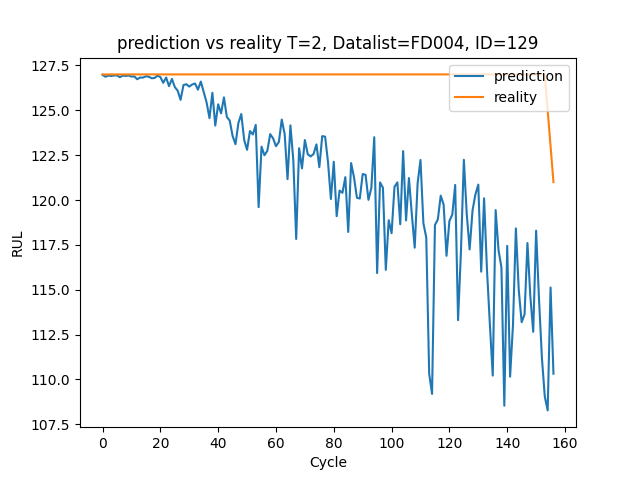 prediction vs reality T=2, Datalist=FD004, ID=129
127.5
125.0
122.5
120.0
117.5
115.0
112.5
110.0
107.5
RUL
prediction
reality
0 20 40 60 80 100 120 140 160
Cycle